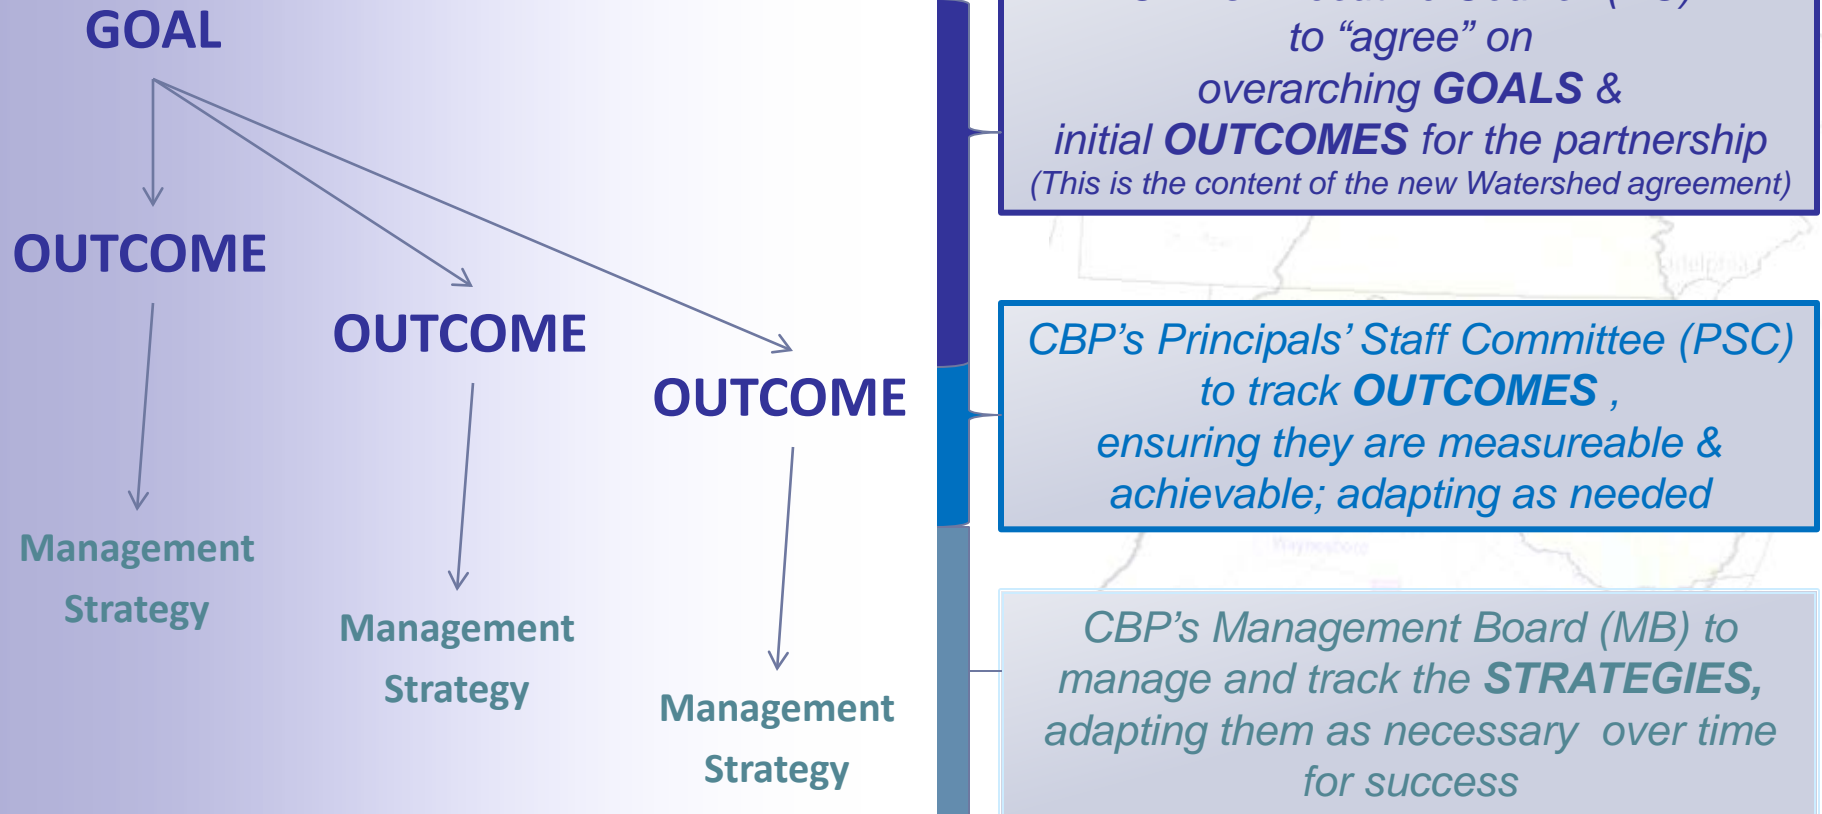 GOAL
OUTCOME
OUTCOME
OUTCOME
Management
Strategy
Management
Strategy
Management
Strategy
to “agree” on
overarching GOALS &
initial OUTCOMES for the partnership
(This is the content of the new Watershed agreement)
CBP’s Principals’ Staff Committee (PSC)
to track OUTCOMES ,
ensuring they are measureable &
achievable; adapting as needed
Waynesboro
CBP’s Management Board (MB) to
manage and track the STRATEGIES,
adapting them as necessary over time
for success